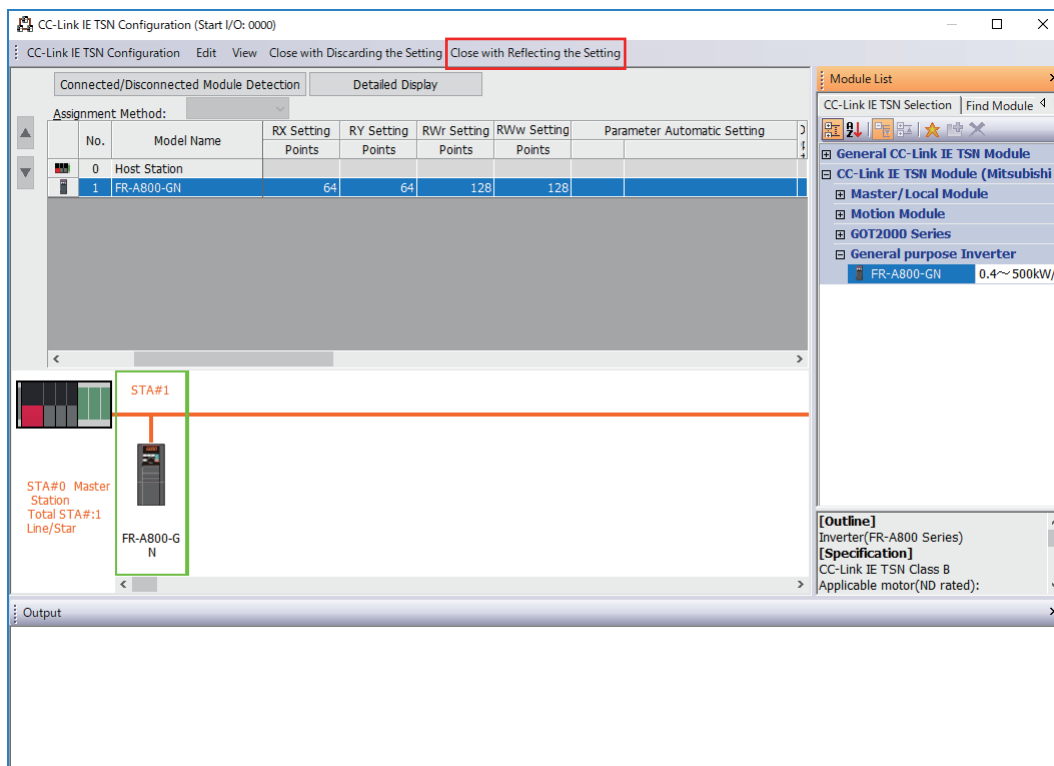 CC-Link IE TSN Configuration (Start I/O: 0000)
CC-Link IE TSN Configuration Edit View Close with Discarding the Setting Close with Reflecting the Setting
Connected/Disconnected Module Detection Detailed Display
Assignment Method:
No. Model Name RX Setting RY Setting RWr Setting RWw Setting Parameter Automatic Setting
Points Points Points Points
0 Host Station
1 FR-A800-GN 64 64 128 128
STA#1
STA#0 Master
Station
Total STA#:1
Line/Star
FR-A800-G
N
Module List
CC-Link IE TSN Selection Find Module
General CC-Link IE TSN Module
CC-Link IE TSN Module (Mitsubishi
Master/Local Module
Motion Module
GOT2000 Series
General purpose Inverter
FR-A800-GN 0.4～500kW/
[Outline]
Inverter(FR-A800 Series)
[Specification]
CC-Link IE TSN Class B
Applicable motor(ND rated):
Output